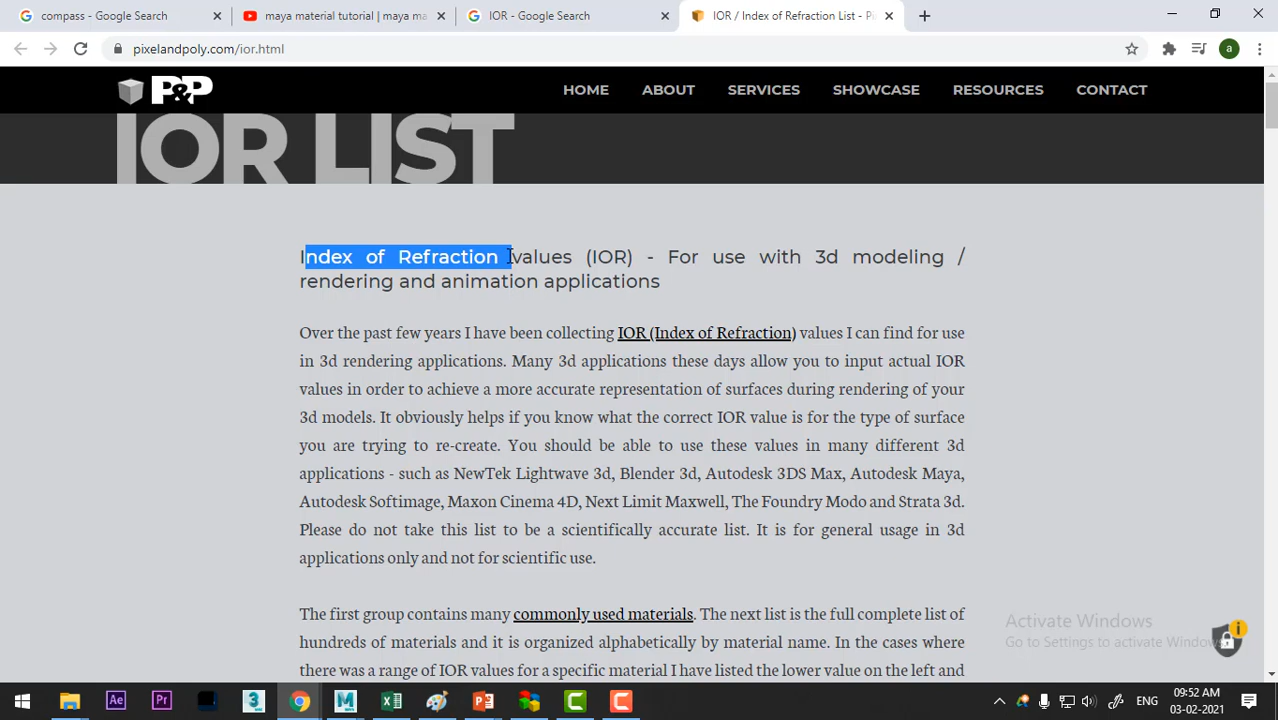 compass - Google Search
maya material tutorial | maya ma
IOR - Google Search
IOR / Index of Refraction List - Pi
pixelandpoly.com/ior.html
a
P&P
HOME ABOUT SERVICES SHOWCASE RESOURCES CONTACT
IOR LIST
Index of Refraction values (IOR) - For use with 3d modeling /
rendering and animation applications
Over the past few years I have been collecting IOR (Index of Refraction) values I can find for use
in 3d rendering applications. Many 3d applications these days allow you to input actual IOR
values in order to achieve a more accurate representation of surfaces during rendering of your
3d models. It obviously helps if you know what the correct IOR value is for the type of surface
you are trying to re-create. You should be able to use these values in many different 3d
applications - such as NewTek Lightwave 3d, Blender 3d, Autodesk 3DS Max, Autodesk Maya,
Autodesk Softimage, Maxon Cinema 4D, Next Limit Maxwell, The Foundry Modo and Strata 3d.
Please do not take this list to be a scientifically accurate list. It is for general usage in 3d
applications only and not for scientific use.
The first group contains many commonly used materials. The next list is the full complete list of
hundreds of materials and it is organized alphabetically by material name. In the cases where
there was a range of IOR values for a specific material I have listed the lower value on the left and
Activate Windows
Go to Settings to activate Windows.
Ae
Pr
3
M
ENG
09:52 AM
03-02-2021